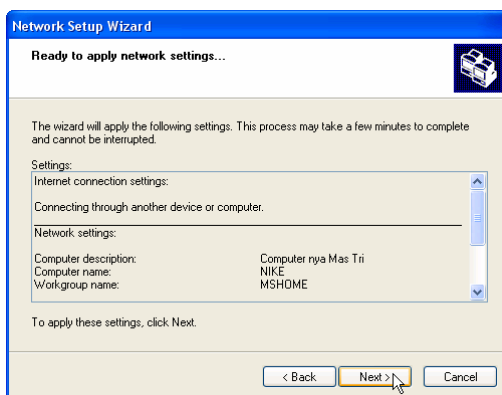 Network Setup Wizard
Ready to apply network settings...
The wizard will apply the following settings. This process may take a few minutes to complete
and cannot be interrupted.
Settings:
Internet connection settings:
Connecting through another device or computer.
Network settings:
Computer description: Computer nya Mas Tri
Computer name: NIKE
Workgroup name: MSHOME
To apply these settings, click Next.
< Back Next > Cancel